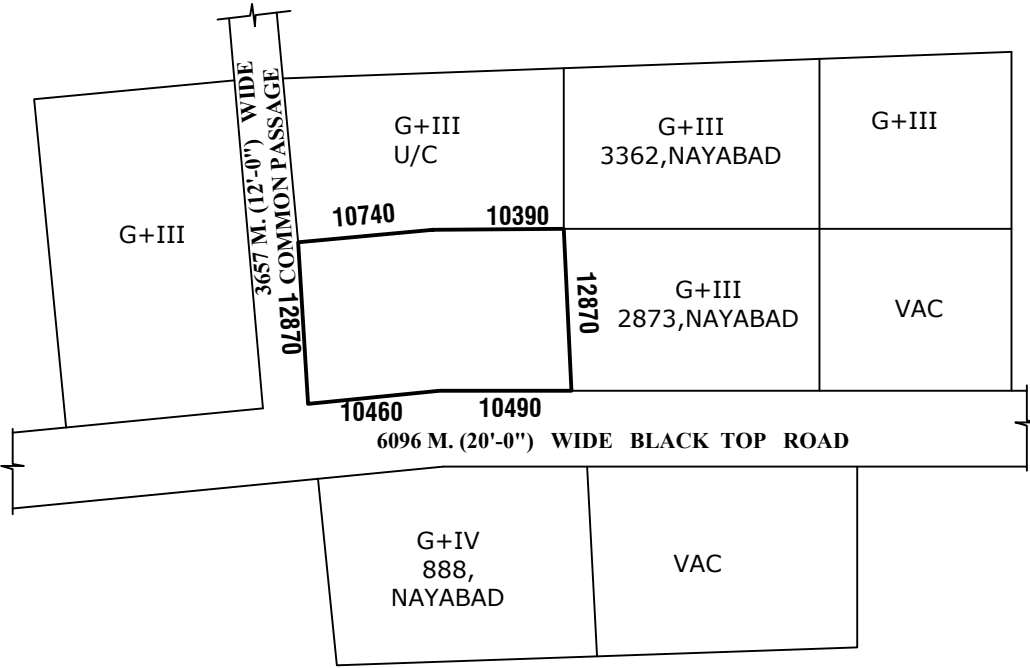 3657 M. (12'-0") WIDE
COMMON PASSAGE
G+III
U/C
G+III
3362,NAYABAD
G+III
G+III
10740
10390
12870
12870
G+III
2873,NAYABAD
VAC
10460
10490
6096 M. (20'-0") WIDE BLACK TOP ROAD
G+IV
888,
NAYABAD
VAC